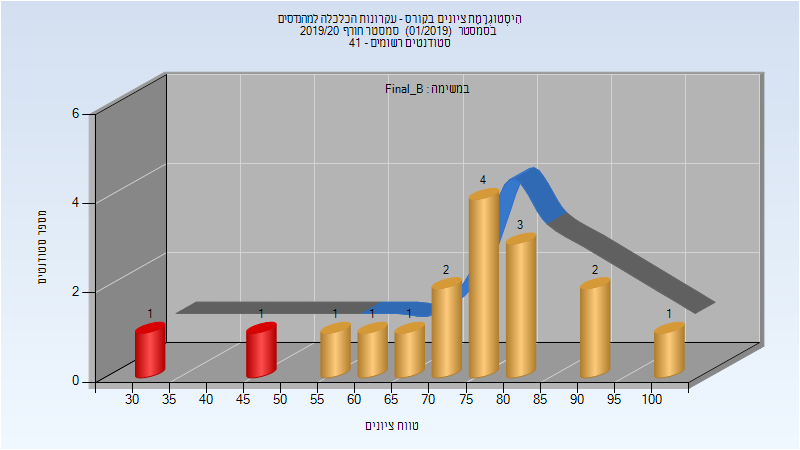 היסטוגרמת ציונים בקורס - עקרונות הכלכלה למהנדסים
בסמסטר (01/2019) סמסטר חורף 2019/20
סטודנטים רשומים - 41
במשימה : Final_B
מספר סטודנטים
6
4
2
0
1
1
1
1
1
2
4
3
2
1
30 35 40 45 50 55 60 65 70 75 80 85 90 95 100
טווח ציונים